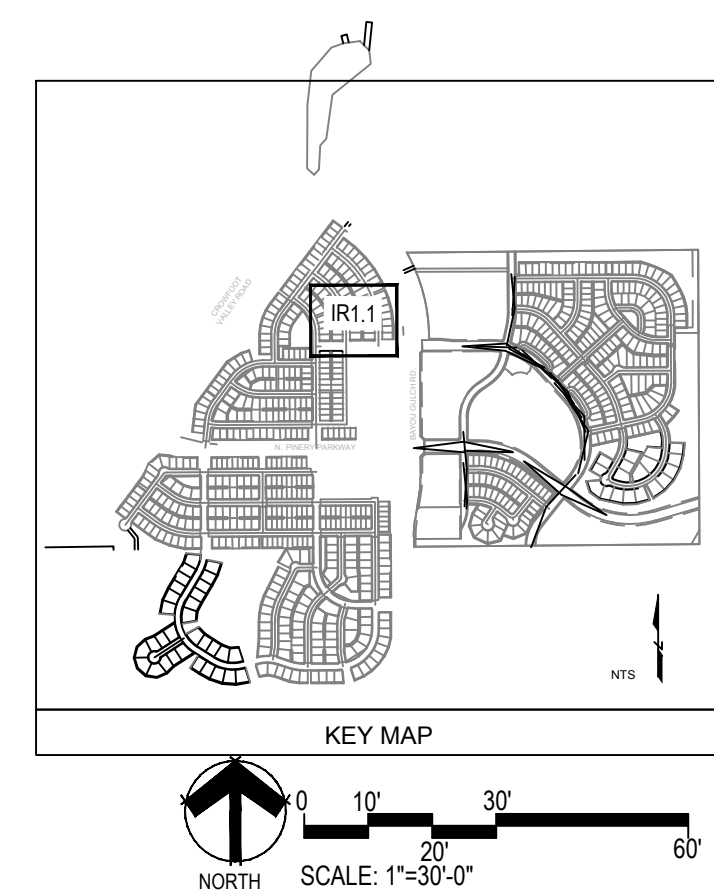 CROWFOOT
VALLEY ROAD
IR1.1
BAYOU GULCH RD.
N. PINERY PARKWAY
NTS
KEY MAP
0 10' 30'
20' 60'
NORTH
SCALE: 1"=30'-0"